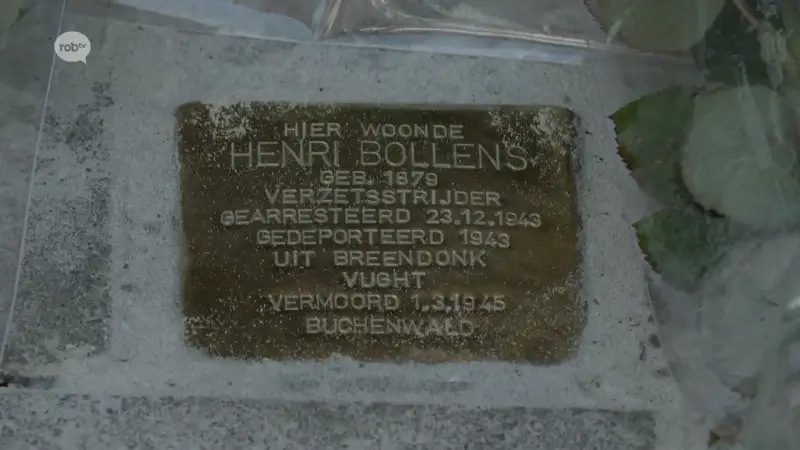 robtv
HIER WOONDE
HENRI BOLLENS
GEB. 1879
VERZETSSTRIJDER
GEARRESTEERD 23.12.1943
GEDEPORTEERD 1943
UIT BREENDONK
VUGHT
VERMOORD 1.3.1945
BUCHENWALD